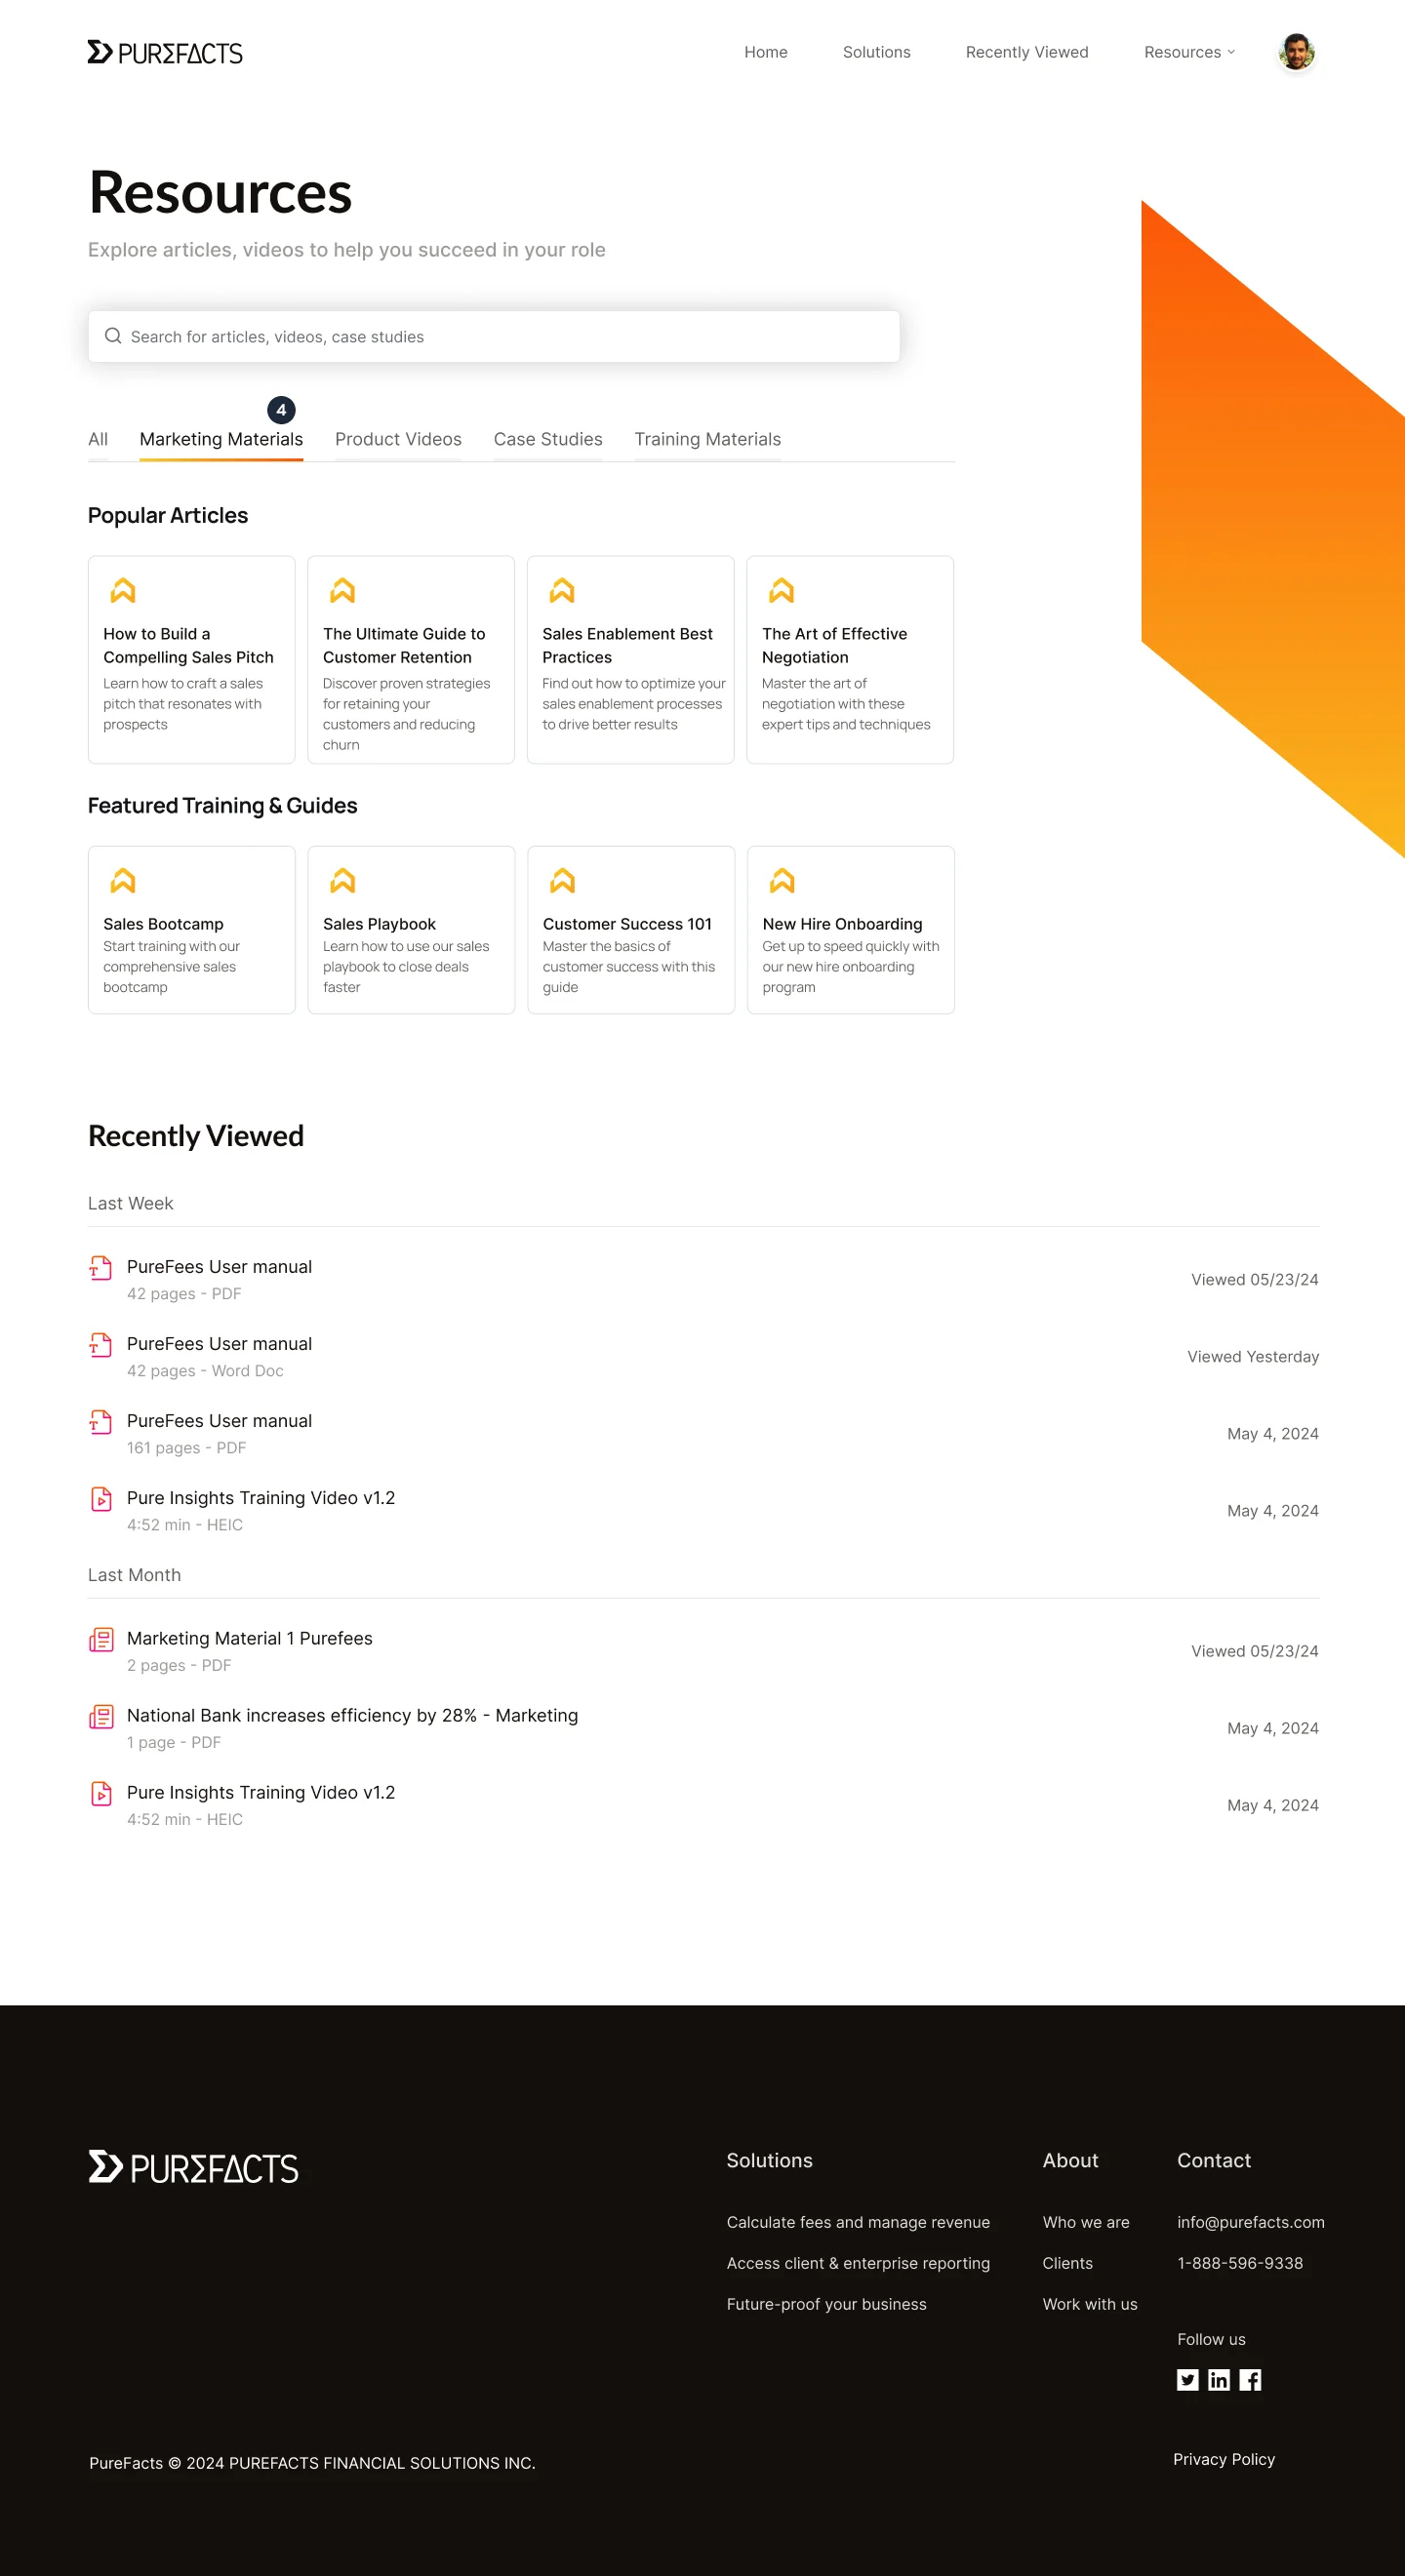 PUREFACTS
Home
Solutions
Recently Viewed
Resources
Resources
Explore articles, videos to help you succeed in your role
Search for articles, videos, case studies
4
All
Marketing Materials
Product Videos
Case Studies
Training Materials
Popular Articles
How to Build a
Compelling Sales Pitch
Learn how to craft a sales
pitch that resonates with
prospects
The Ultimate Guide to
Customer Retention
Discover proven strategies
for retaining your
customers and reducing
churn
Sales Enablement Best
Practices
Find out how to optimize your
sales enablement processes
to drive better results
The Art of Effective
Negotiation
Master the art of
negotiation with these
expert tips and techniques
Featured Training & Guides
Sales Bootcamp
Start training with our
comprehensive sales
bootcamp
Sales Playbook
Learn how to use our sales
playbook to close deals
faster
Customer Success 101
Master the basics of
customer success with this
guide
New Hire Onboarding
Get up to speed quickly with
our new hire onboarding
program
Recently Viewed
Last Week
PureFees User manual
42 pages - PDF
Viewed 05/23/24
PureFees User manual
42 pages - Word Doc
Viewed Yesterday
PureFees User manual
161 pages - PDF
May 4, 2024
Pure Insights Training Video v1.2
4:52 min - HEIC
May 4, 2024
Last Month
Marketing Material 1 Purefees
2 pages - PDF
Viewed 05/23/24
National Bank increases efficiency by 28% - Marketing
1 page - PDF
May 4, 2024
Pure Insights Training Video v1.2
4:52 min - HEIC
May 4, 2024
PUREFACTS
Solutions
Calculate fees and manage revenue
Access client & enterprise reporting
Future-proof your business
About
Who we are
Clients
Work with us
Contact
info@purefacts.com
1-888-596-9338
Follow us
PureFacts © 2024 PUREFACTS FINANCIAL SOLUTIONS INC.
Privacy Policy